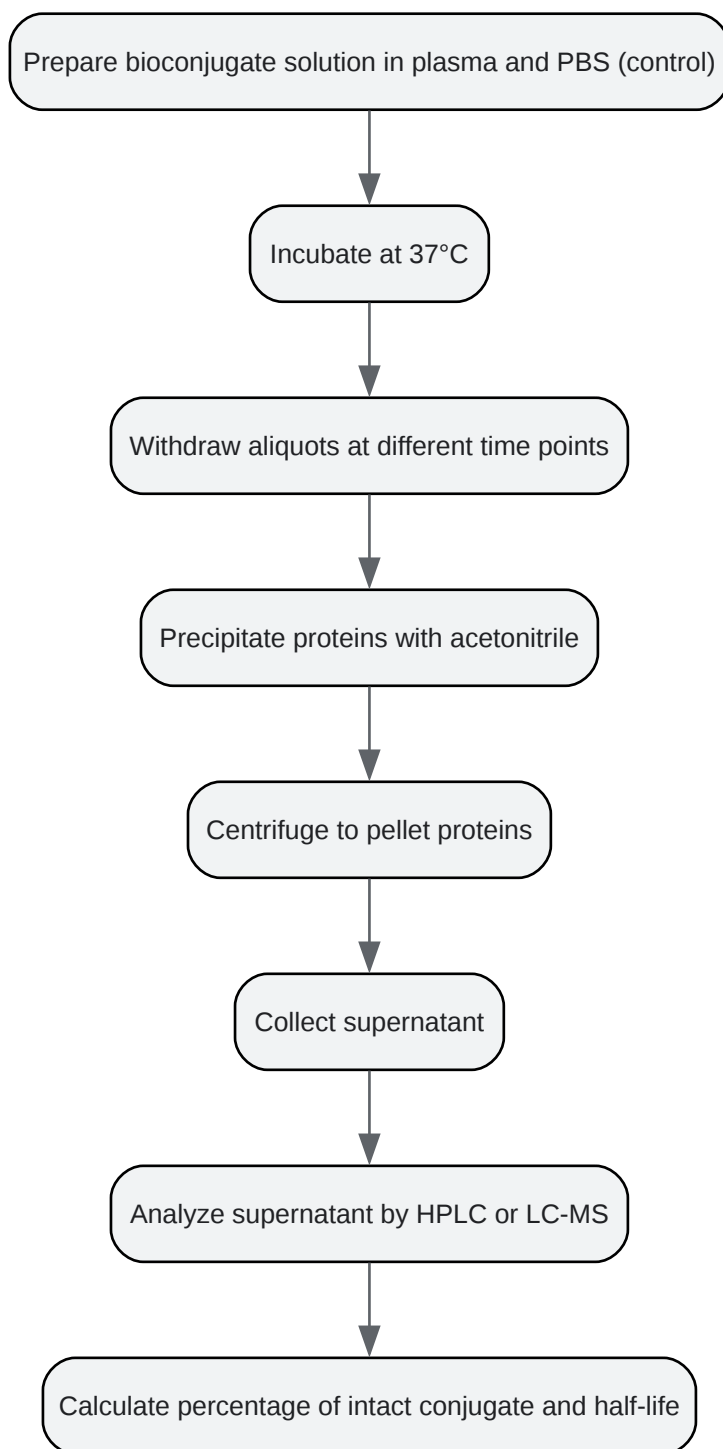 Prepare bioconjugate solution in plasma and PBS (control)
Incubate at 37°C
Withdraw aliquots at different time points
Precipitate proteins with acetonitrile
Centrifuge to pellet proteins
Collect supernatant
Analyze supernatant by HPLC or LC-MS
Calculate percentage of intact conjugate and half-life